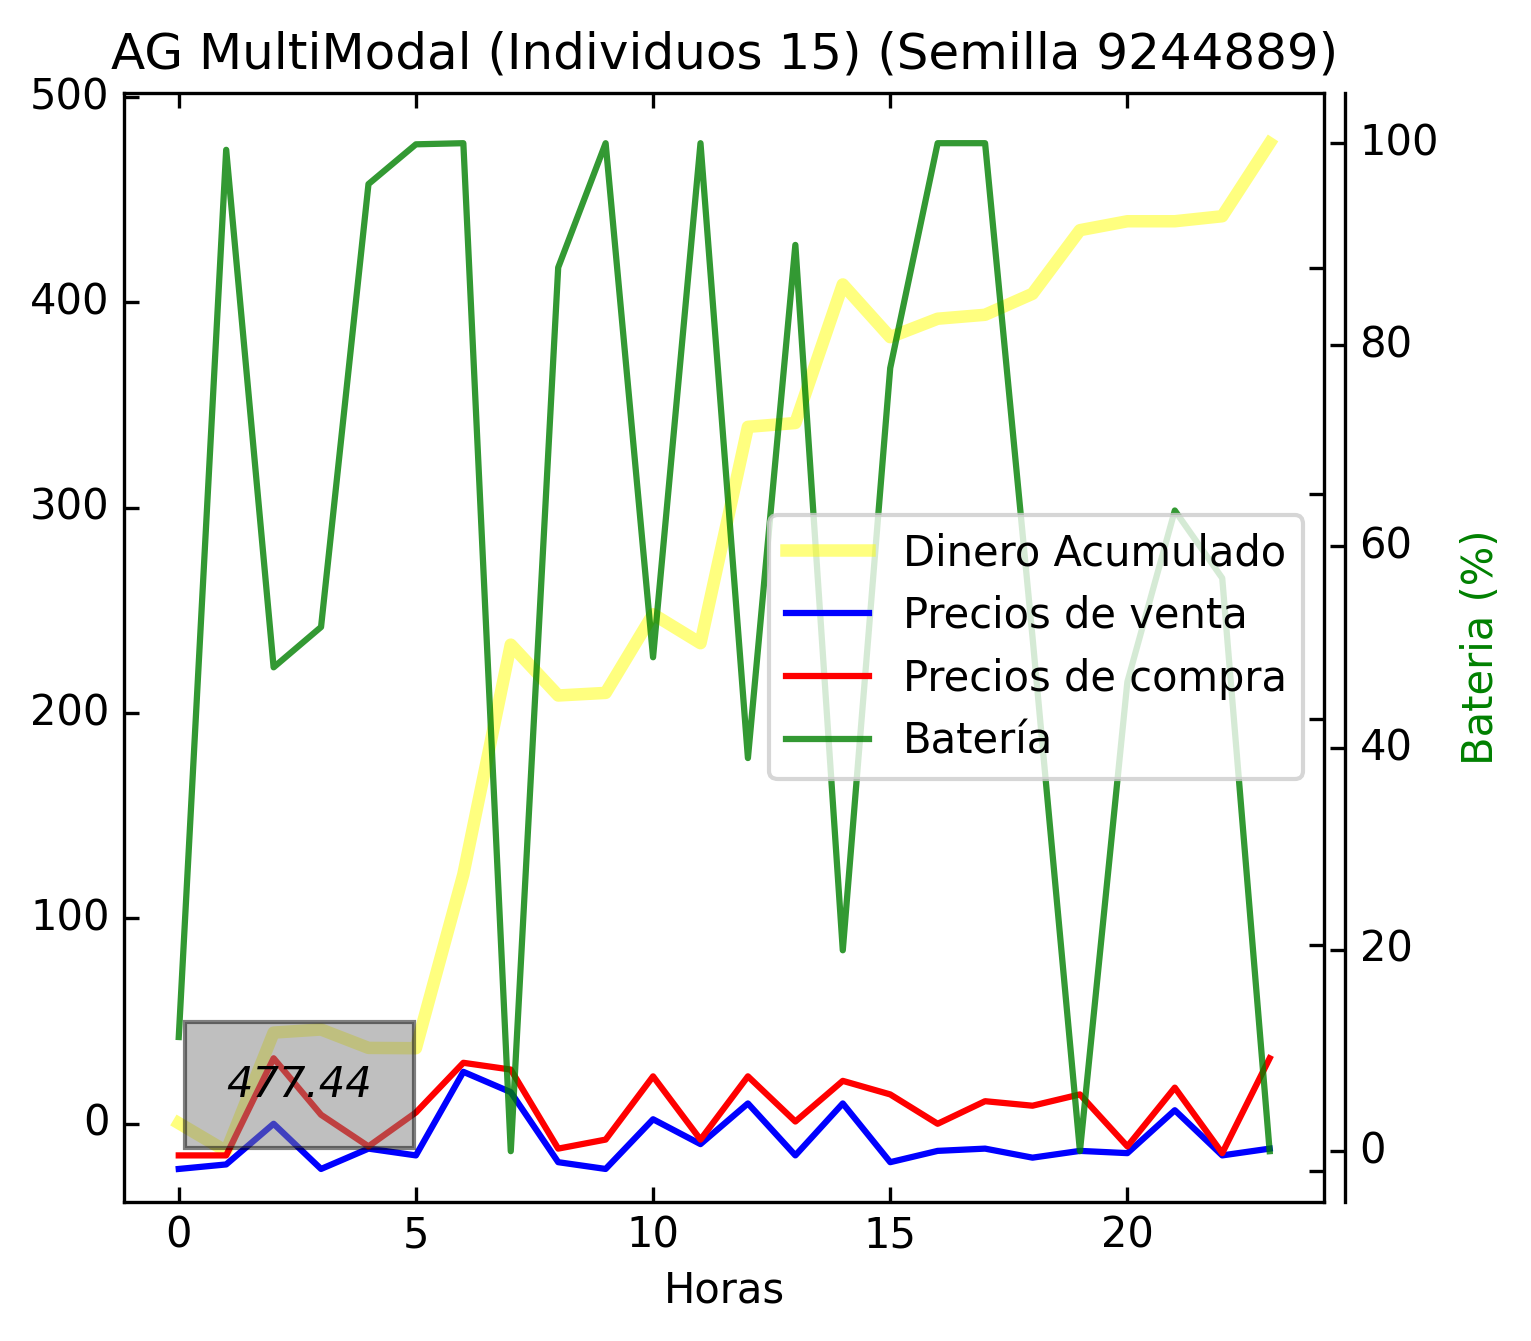 AG MultiModal (Individuos 15) (Semilla 9244889)
500
400
300
200
100
0
100
80
60
40
20
0
Bateria (%)
Dinero Acumulado
Precios de venta
Precios de compra
Batería
477.44
0 5 10 15 20
Horas